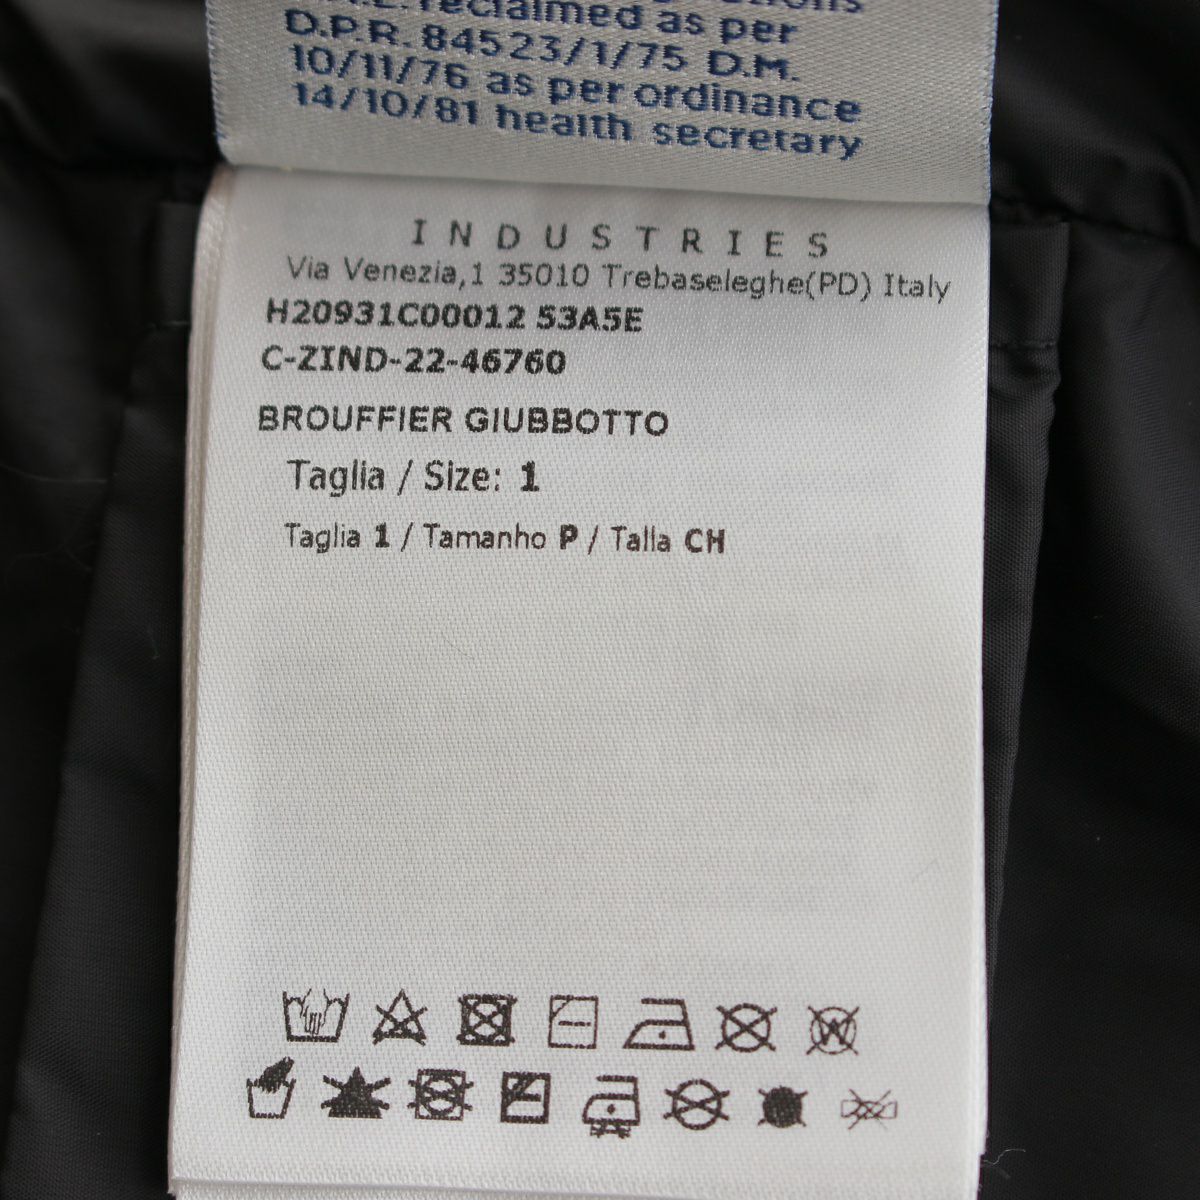 reclaimed as per
D.P.R. 84523/1/75 D.M.
10/11/76 as per ordinance
14/10/81 health secretary
INDUSTRIES
Via Venezia,1 35010 Trebaseleghe(PD) Italy
H20931C00012 53A5E
C-ZIND-22-46760
BROUFFIER GIUBBOTTO
Taglia / Size: 1
Taglia 1 / Tamanho P / Talla CH
W